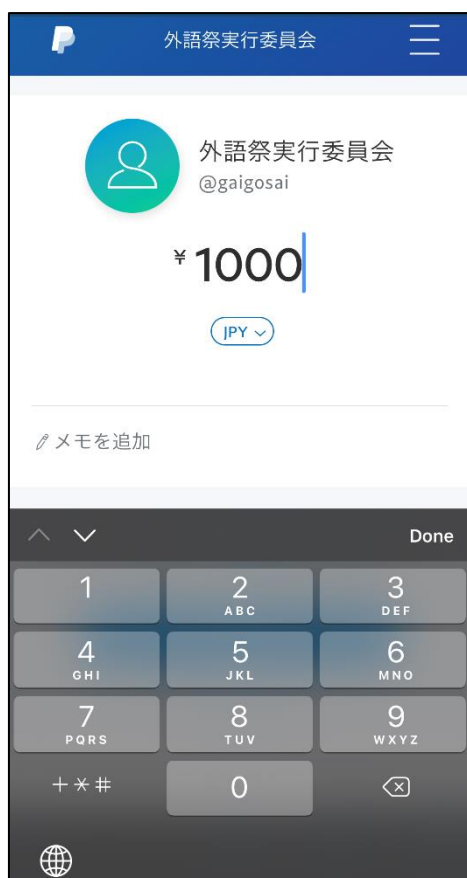 外語祭実行委員会
外語祭実行委員会
@gaigosai
¥1000
JPY
メモを追加
Done
1
2 ABC
3 DEF
4 GHI
5 JKL
6 MNO
7 PQRS
8 TUV
9 WXYZ
+*#
0